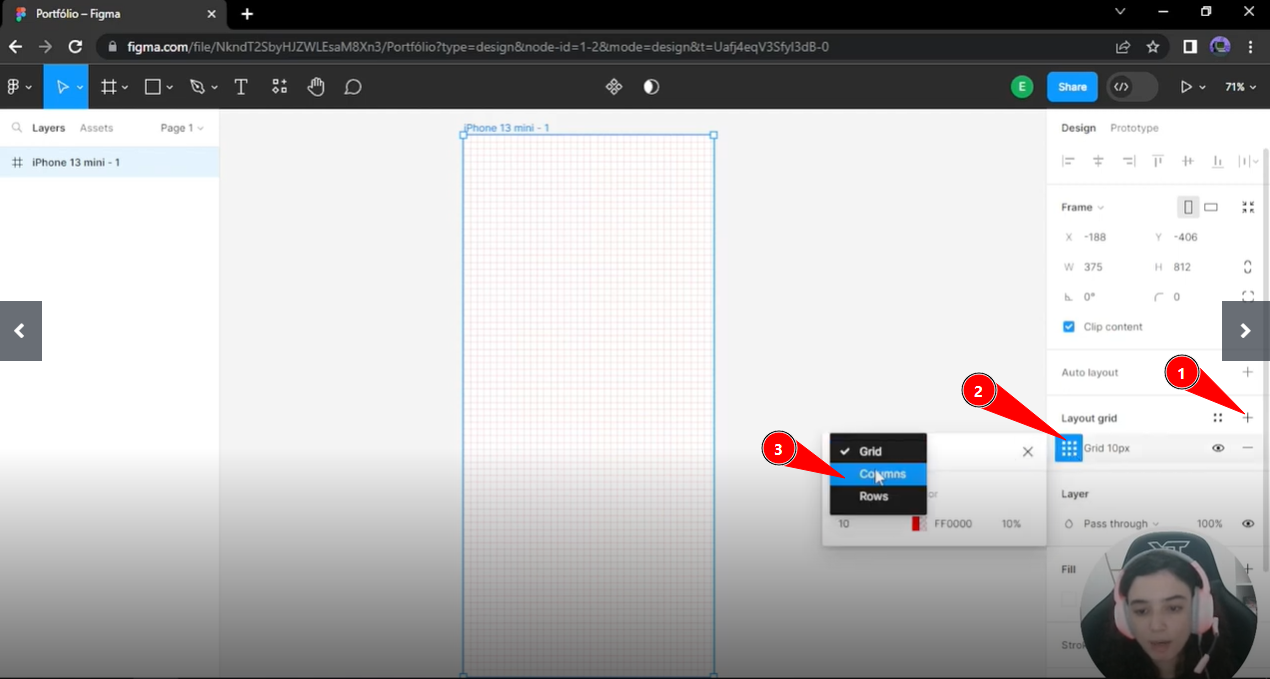 Portfólio – Figma
figma.com/file/NkndT2SbyHJZWLEsaM8Xn3/Portfólio?type=design&node-id=1-2&mode=design&t=Uafj4eqV3SfyI3dB-0
E
Share
71%
Layers Assets Page 1
iPhone 13 mini - 1
iPhone 13 mini - 1
Design Prototype
Frame
X -188 Y -406
W 375 H 812
0° 0
Clip content
Auto layout
1
Layout grid
2
Grid 10px
3
Grid
Columns
Rows
10 FF0000 10%
Layer
Pass through 100%
Fill